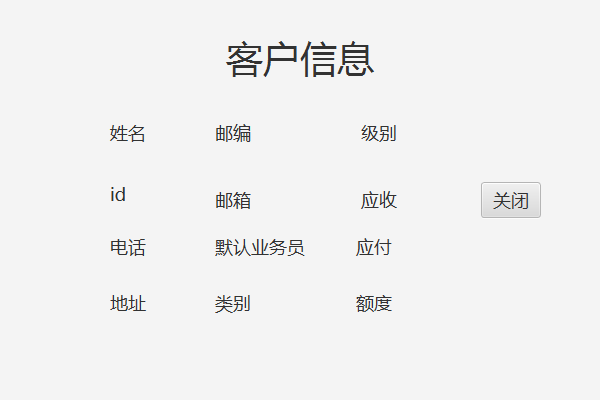 客户信息
姓名 邮编 级别
id 邮箱 应收 关闭
电话 默认业务员 应付
地址 类别 额度